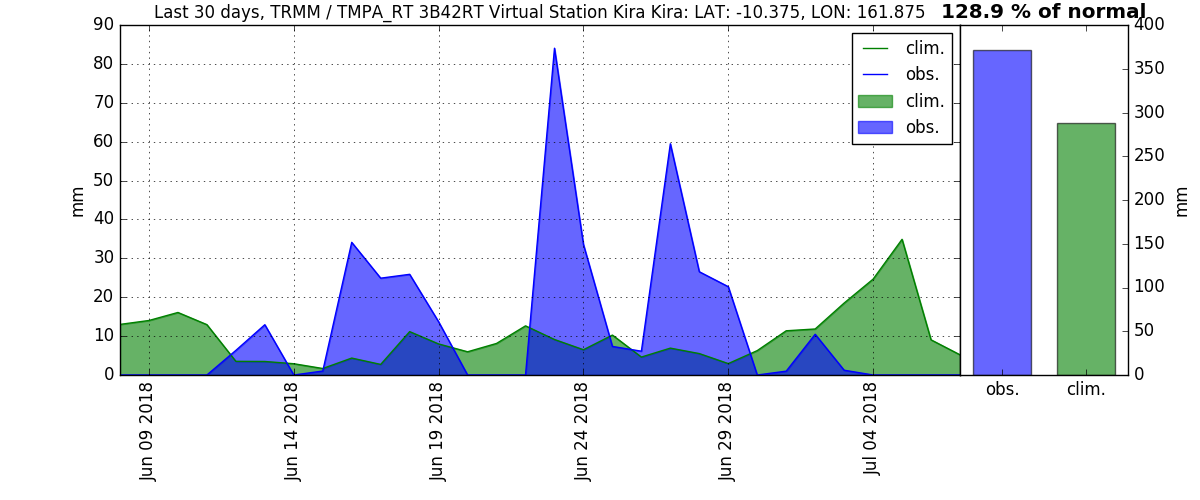 Last 30 days, TRMM / TMPA_RT 3B42RT Virtual Station Kira Kira: LAT: -10.375, LON: 161.875
128.9 % of normal
90
80
70
60
50
40
30
20
10
0
mm
clim.
obs.
clim.
obs.
Jun 09 2018
Jun 14 2018
Jun 19 2018
Jun 24 2018
Jun 29 2018
Jul 04 2018
400
350
300
250
200
150
100
50
0
mm
obs.
clim.